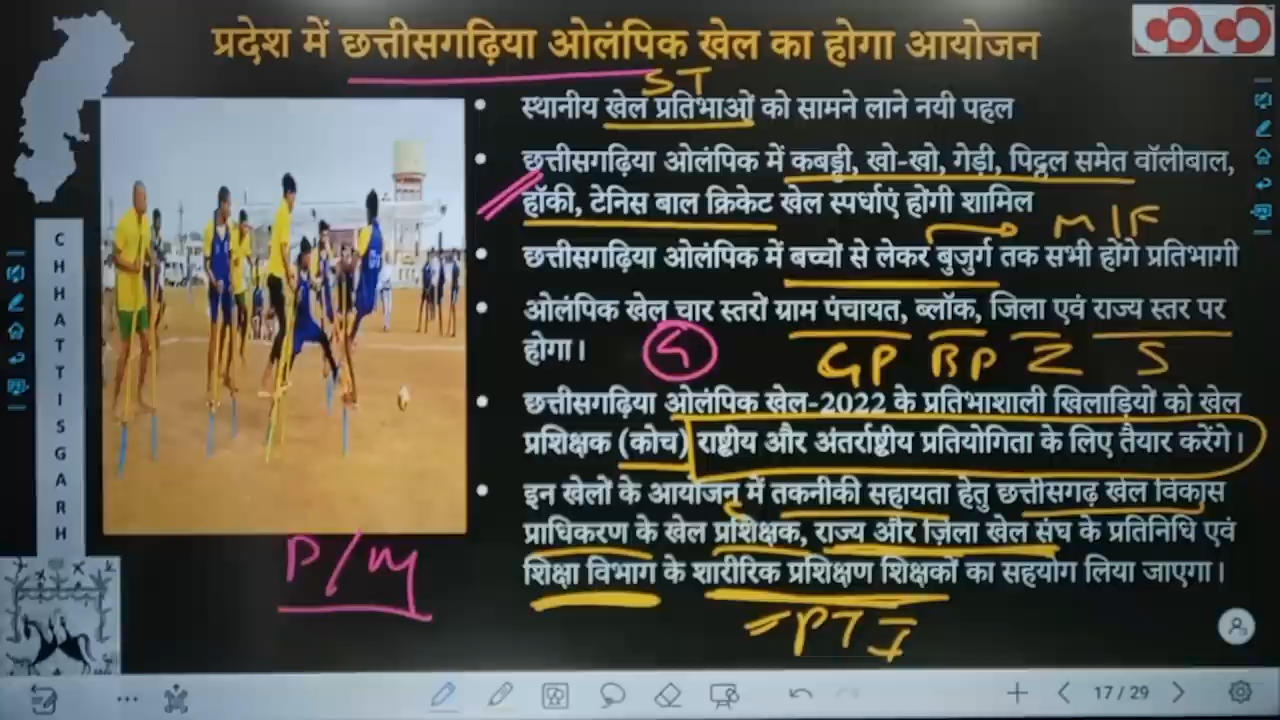 प्रदेश में छत्तीसगढ़िया ओलंपिक खेल का होगा आयोजन
ST
• स्थानीय खेल प्रतिभाओं को सामने लाने नयी पहल
• छत्तीसगढ़िया ओलंपिक में कबड्डी, खो-खो, गेड़ी, पिट्ठुल समेत वॉलीबाल,
हॉकी, टेनिस बाल क्रिकेट खेल स्पर्धाएं होंगी शामिल
M/F
• छत्तीसगढ़िया ओलंपिक में बच्चों से लेकर बुजुर्ग तक सभी होंगे प्रतिभागी
• ओलंपिक खेल चार स्तरों ग्राम पंचायत, ब्लॉक, जिला एवं राज्य स्तर पर
होगा।
GP BP Z S
• छत्तीसगढ़िया ओलंपिक खेल-2022 के प्रतिभाशाली खिलाड़ियों को खेल
प्रशिक्षक (कोच) राष्ट्रीय और अंतर्राष्ट्रीय प्रतियोगिता के लिए तैयार करेंगे।
• इन खेलों के आयोजन में तकनीकी सहायता हेतु छत्तीसगढ़ खेल विकास
प्राधिकरण के खेल प्रशिक्षक, राज्य और ज़िला खेल संघ के प्रतिनिधि एवं
शिक्षा विभाग के शारीरिक प्रशिक्षण शिक्षकों का सहयोग लिया जाएगा।
PTI
P/M
CHHATTISGARH
17 / 29